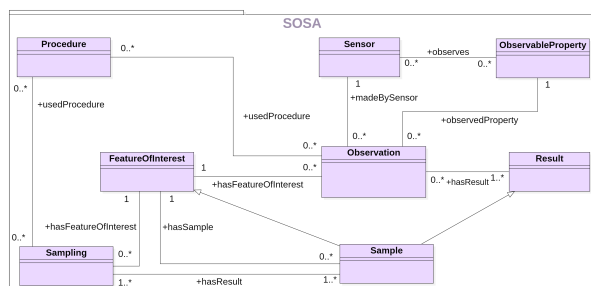 SOSA
Procedure
Sensor
ObservableProperty
0..*
+observes
0..*
0..*
0..*
1
1
+usedProcedure
+madeBySensor
+usedProcedure
+observedProperty
0..*
0..*
0..*
Observation
Result
FeatureOfInterest
1
0..*
0..*
+hasResult
1..*
+hasFeatureOfInterest
1
1
+hasFeatureOfInterest
+hasSample
0..*
Sampling
0..*
0..*
Sample
1..*
+hasResult
1..*